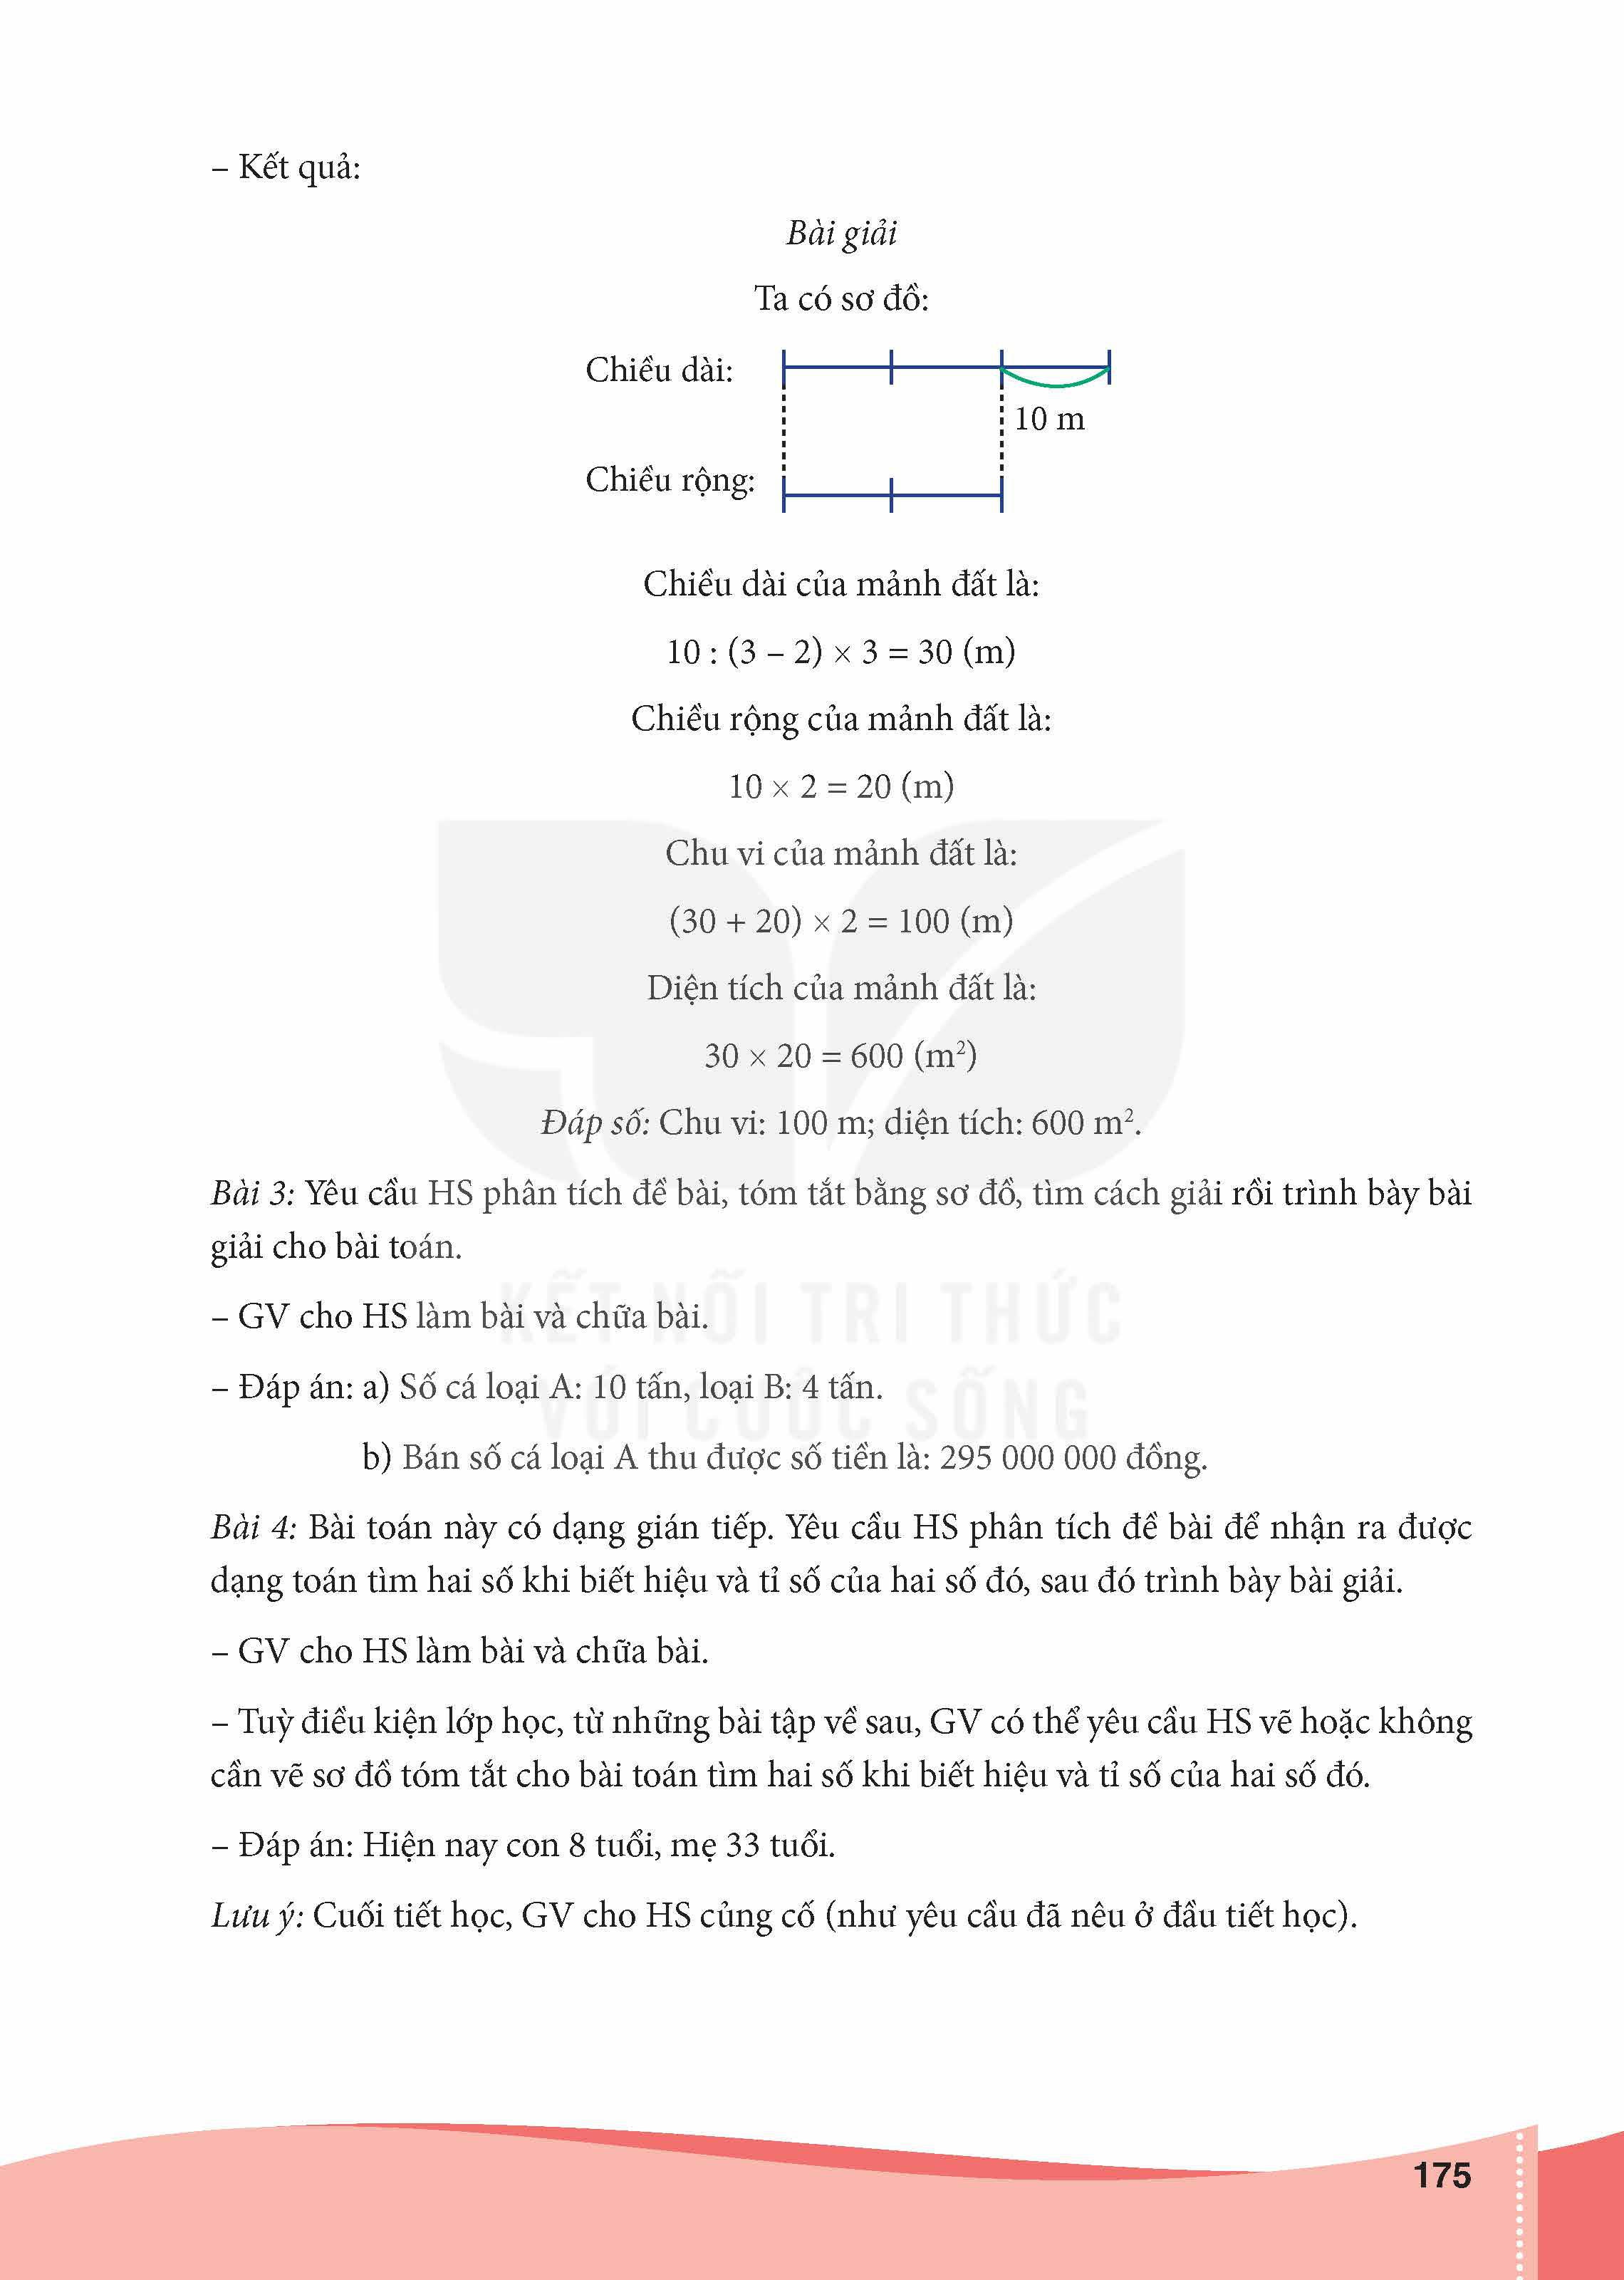 – Kết quả:
Bài giải
Ta có sơ đồ:
Chiều dài:
10 m
Chiều rộng:
Chiều dài của mảnh đất là:
10 : (3 – 2) × 3 = 30 (m)
Chiều rộng của mảnh đất là:
10 × 2 = 20 (m)
Chu vi của mảnh đất là:
(30 + 20) × 2 = 100 (m)
Diện tích của mảnh đất là:
30 × 20 = 600 (m²)
Đáp số: Chu vi: 100 m; diện tích: 600 m².
Bài 3: Yêu cầu HS phân tích đề bài, tóm tắt bằng sơ đồ, tìm cách giải rồi trình bày bài
giải cho bài toán.
KẾT NỐI TRI THỨC
– GV cho HS làm bài và chữa bài.
– Đáp án: a) Số cá loại A: 10 tấn, loại B: 4 tấn.
VỚI CUỘC SỐNG
b) Bán số cá loại A thu được số tiền là: 295 000 000 đồng.
Bài 4: Bài toán này có dạng gián tiếp. Yêu cầu HS phân tích đề bài để nhận ra được
dạng toán tìm hai số khi biết hiệu và tỉ số của hai số đó, sau đó trình bày bài giải.
– GV cho HS làm bài và chữa bài.
– Tuỳ điều kiện lớp học, từ những bài tập về sau, GV có thể yêu cầu HS vẽ hoặc không
cần vẽ sơ đồ tóm tắt cho bài toán tìm hai số khi biết hiệu và tỉ số của hai số đó.
– Đáp án: Hiện nay con 8 tuổi, mẹ 33 tuổi.
Lưu ý: Cuối tiết học, GV cho HS củng cố (như yêu cầu đã nêu ở đầu tiết học).
175